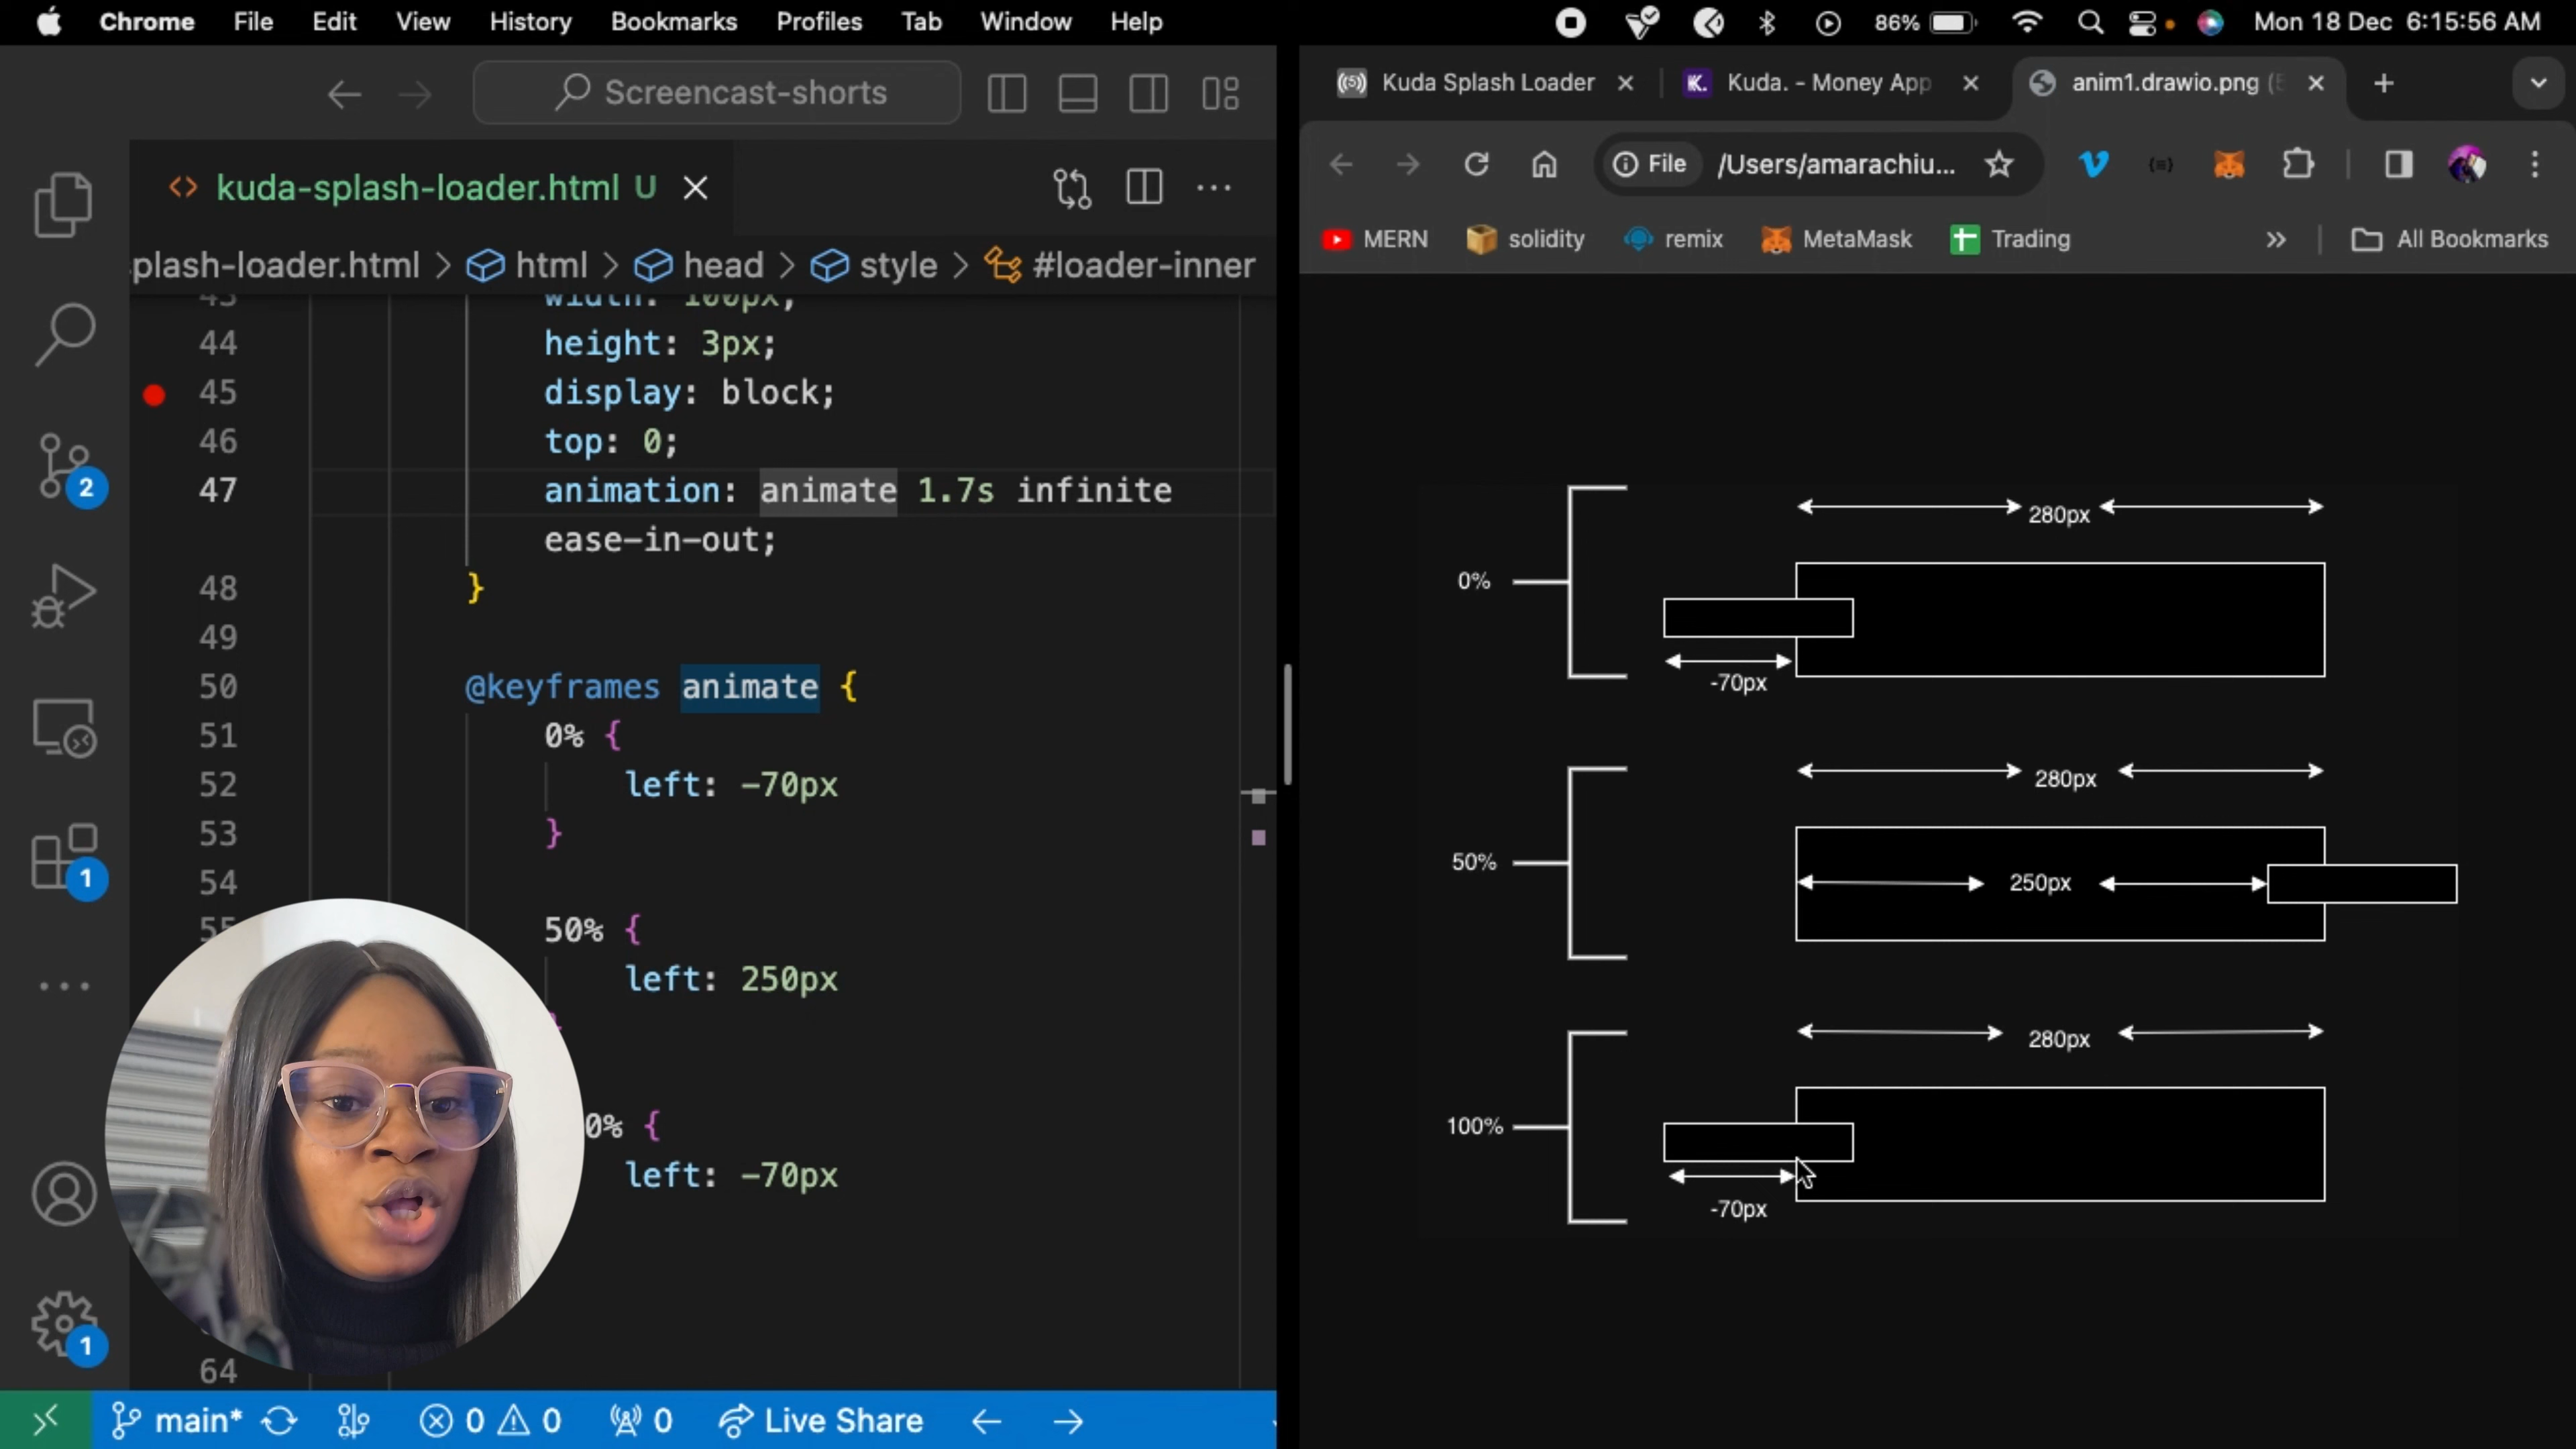 Chrome File Edit View History Bookmarks Profiles Tab Window Help 86% Mon 18 Dec 6:15:56 AM
Screencast-shorts
kuda-splash-loader.html U
plash-loader.html > html > head > style > #loader-inner
width: 100px;
44 height: 3px;
45 display: block;
46 top: 0;
47 animation: animate 1.7s infinite
ease-in-out;
48 }
49
50 @keyframes animate {
51 0% {
52 left: -70px
53 }
54
50% {
left: 250px
0% {
left: -70px
64
2
1
1
main* 0 0 0 Live Share
Kuda Splash Loader
K. Kuda. - Money App
anim1.drawio.png
File /Users/amarachiu...
MERN solidity remix MetaMask Trading >> All Bookmarks
280px
0%
-70px
280px
50%
250px
280px
100%
-70px